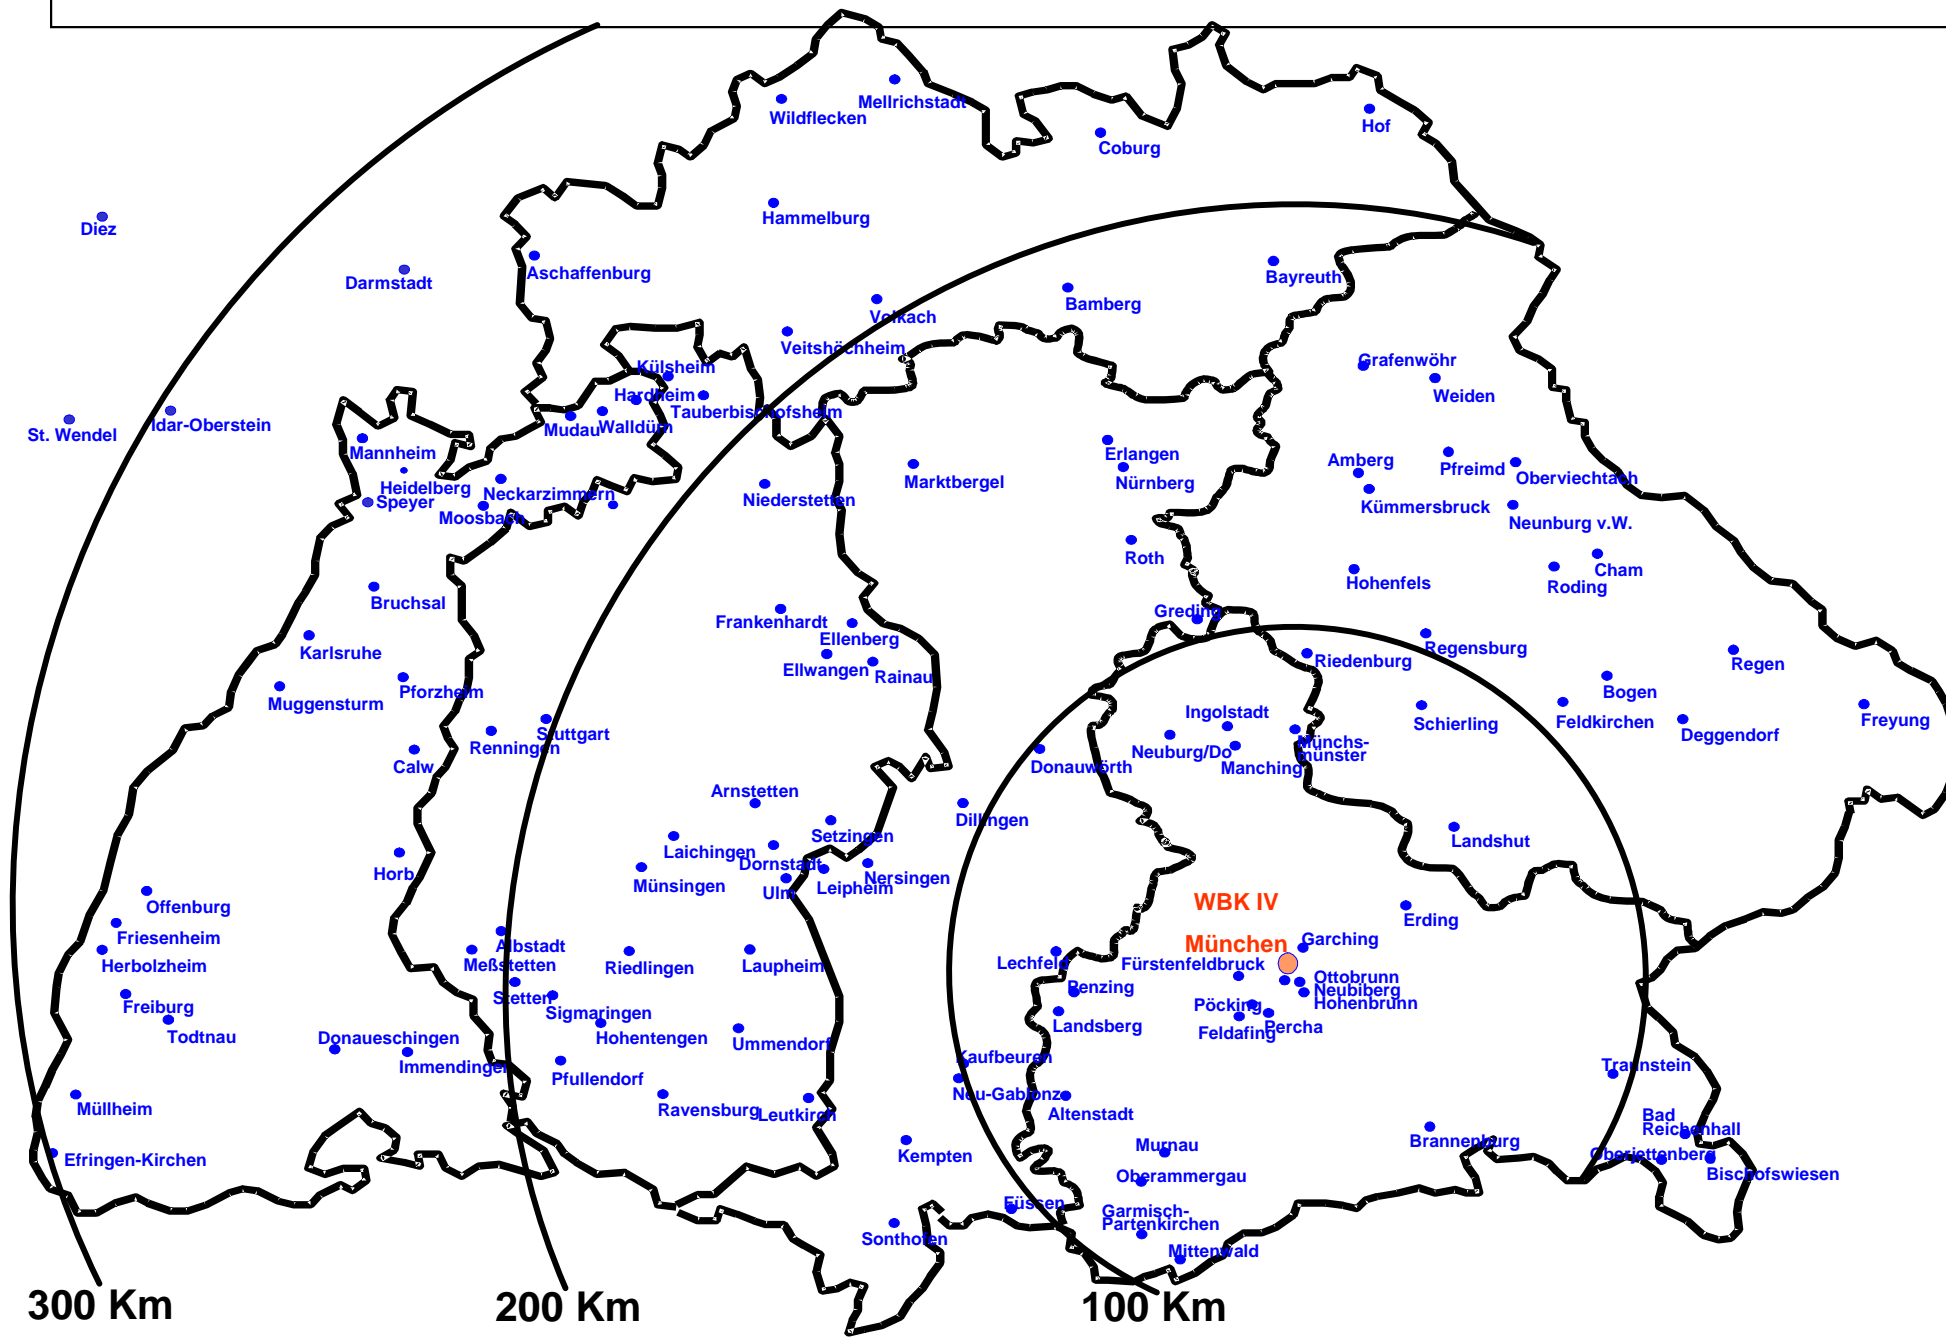 Mellrichstadt
Wildflecken
Hof
Coburg
Hammelburg
Diez
Aschaffenburg
Darmstadt
Bayreuth
Bamberg
Volkach
Veitshöchheim
Grafenwöhr
Külsheim
Weiden
Hardheim
Tauberbischofsheim
Walldürn
Mudau
Idar-Oberstein
St. Wendel
Mannheim
Erlangen
Amberg
Pfreimd
Oberviechtach
Marktbergel
Nürnberg
Heidelberg
Neckarzimmern
Niederstetten
Speyer
Moosbach
Kümmersbruck
Neunburg v.W.
Roth
Cham
Hohenfels
Roding
Bruchsal
Greding
Frankenhardt
Ellenberg
Karlsruhe
Regensburg
Riedenburg
Regen
Ellwangen
Rainau
Pforzheim
Bogen
Muggensturm
Ingolstadt
Schierling
Feldkirchen
Freyung
Stuttgart
Deggendorf
Renningen
Neuburg/Do
Münchs-
münster
Donauwörth
Manching
Calw
Arnstetten
Dillingen
Setzingen
Landshut
Laichingen
Dornstadt
Horb
Münsingen
Ulm
Leipheim
Nersingen
WBK IV
München
Offenburg
Erding
Friesenheim
Garching
Albstadt
Herbolzheim
Meßstetten
Riedlingen
Laupheim
Lechfeld
Fürstenfeldbruck
Ottobrunn
Penzing
Neubiberg
Stetten
Hohenbrunn
Freiburg
Pöcking
Sigmaringen
Landsberg
Percha
Feldafing
Todtnau
Donaueschingen
Hohentengen
Ummendorf
Kaufbeuren
Immendingen
Trannstein
Pfullendorf
Neu-Gablonz
Müllheim
Ravensburg
Leutkirch
Altenstadt
Bad
Reichenhall
Brannenburg
Murnau
Kempten
Oberjettenberg
Efringen-Kirchen
Oberammergau
Bischofswiesen
Füssen
Garmisch-
Partenkirchen
Sonthofen
Mittenwald
300 Km
200 Km
100 Km